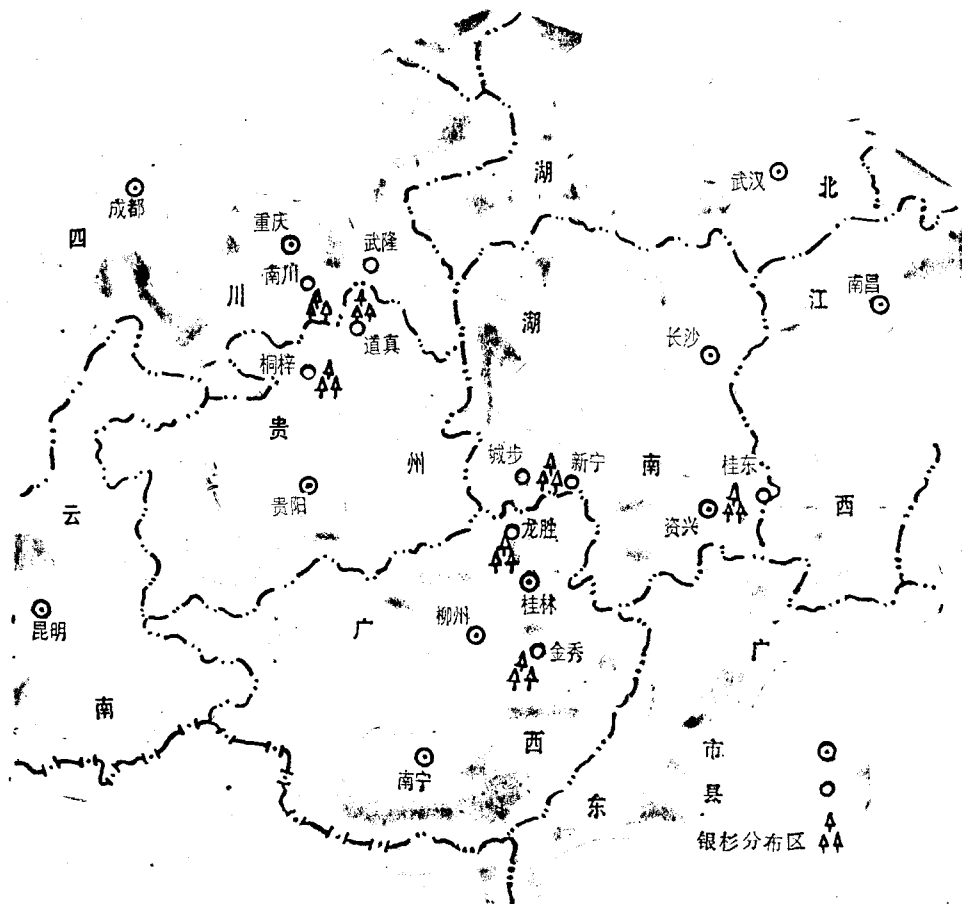 湖
武汉
北
成都
四
重庆
武隆
南川
川
江
南昌
湖
道真
长沙
桐梓
贵
州
城步
新宁
南
桂东
贵阳
云
资兴
西
龙胜
桂林
昆明
广
柳州
金秀
广
南
西
市
南宁
县
东
银杉分布区